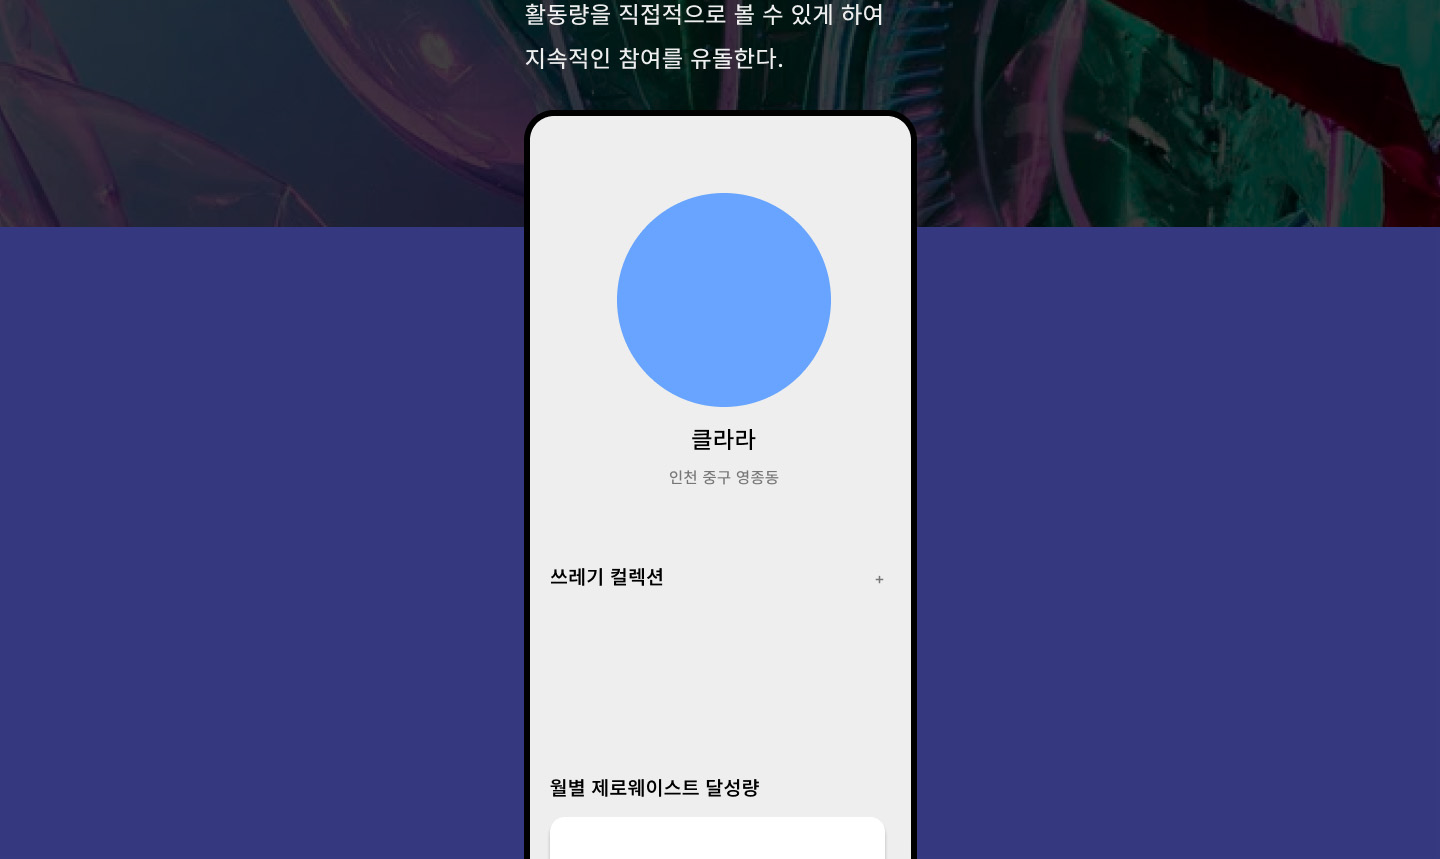 활동량을 직접적으로 볼 수 있게 하여
지속적인 참여를 유돌한다.
클라라
인천 중구 영종동
쓰레기 컬렉션 +
월별 제로웨이스트 달성량